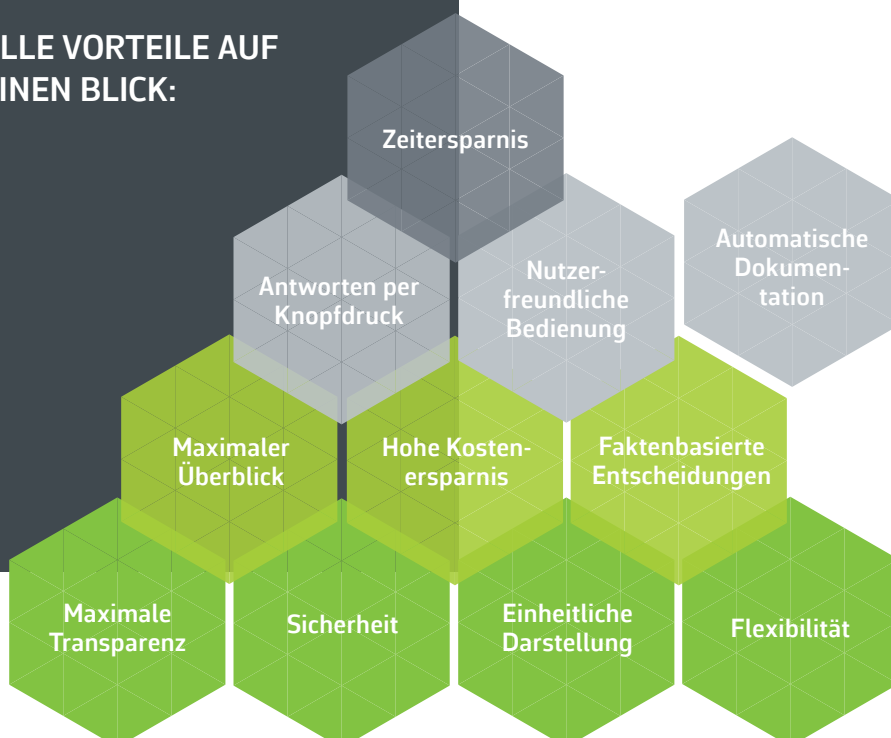 LLE VORTEILE AUF
INEN BLICK:
Zeitersparnis
Antworten per
Knopfdruck
Nutzer-
freundliche
Bedienung
Automatische
Dokumen-
tation
Maximaler
Überblick
Hohe Kosten-
ersparnis
Faktenbasierte
Entscheidungen
Maximale
Transparenz
Sicherheit
Einheitliche
Darstellung
Flexibilität